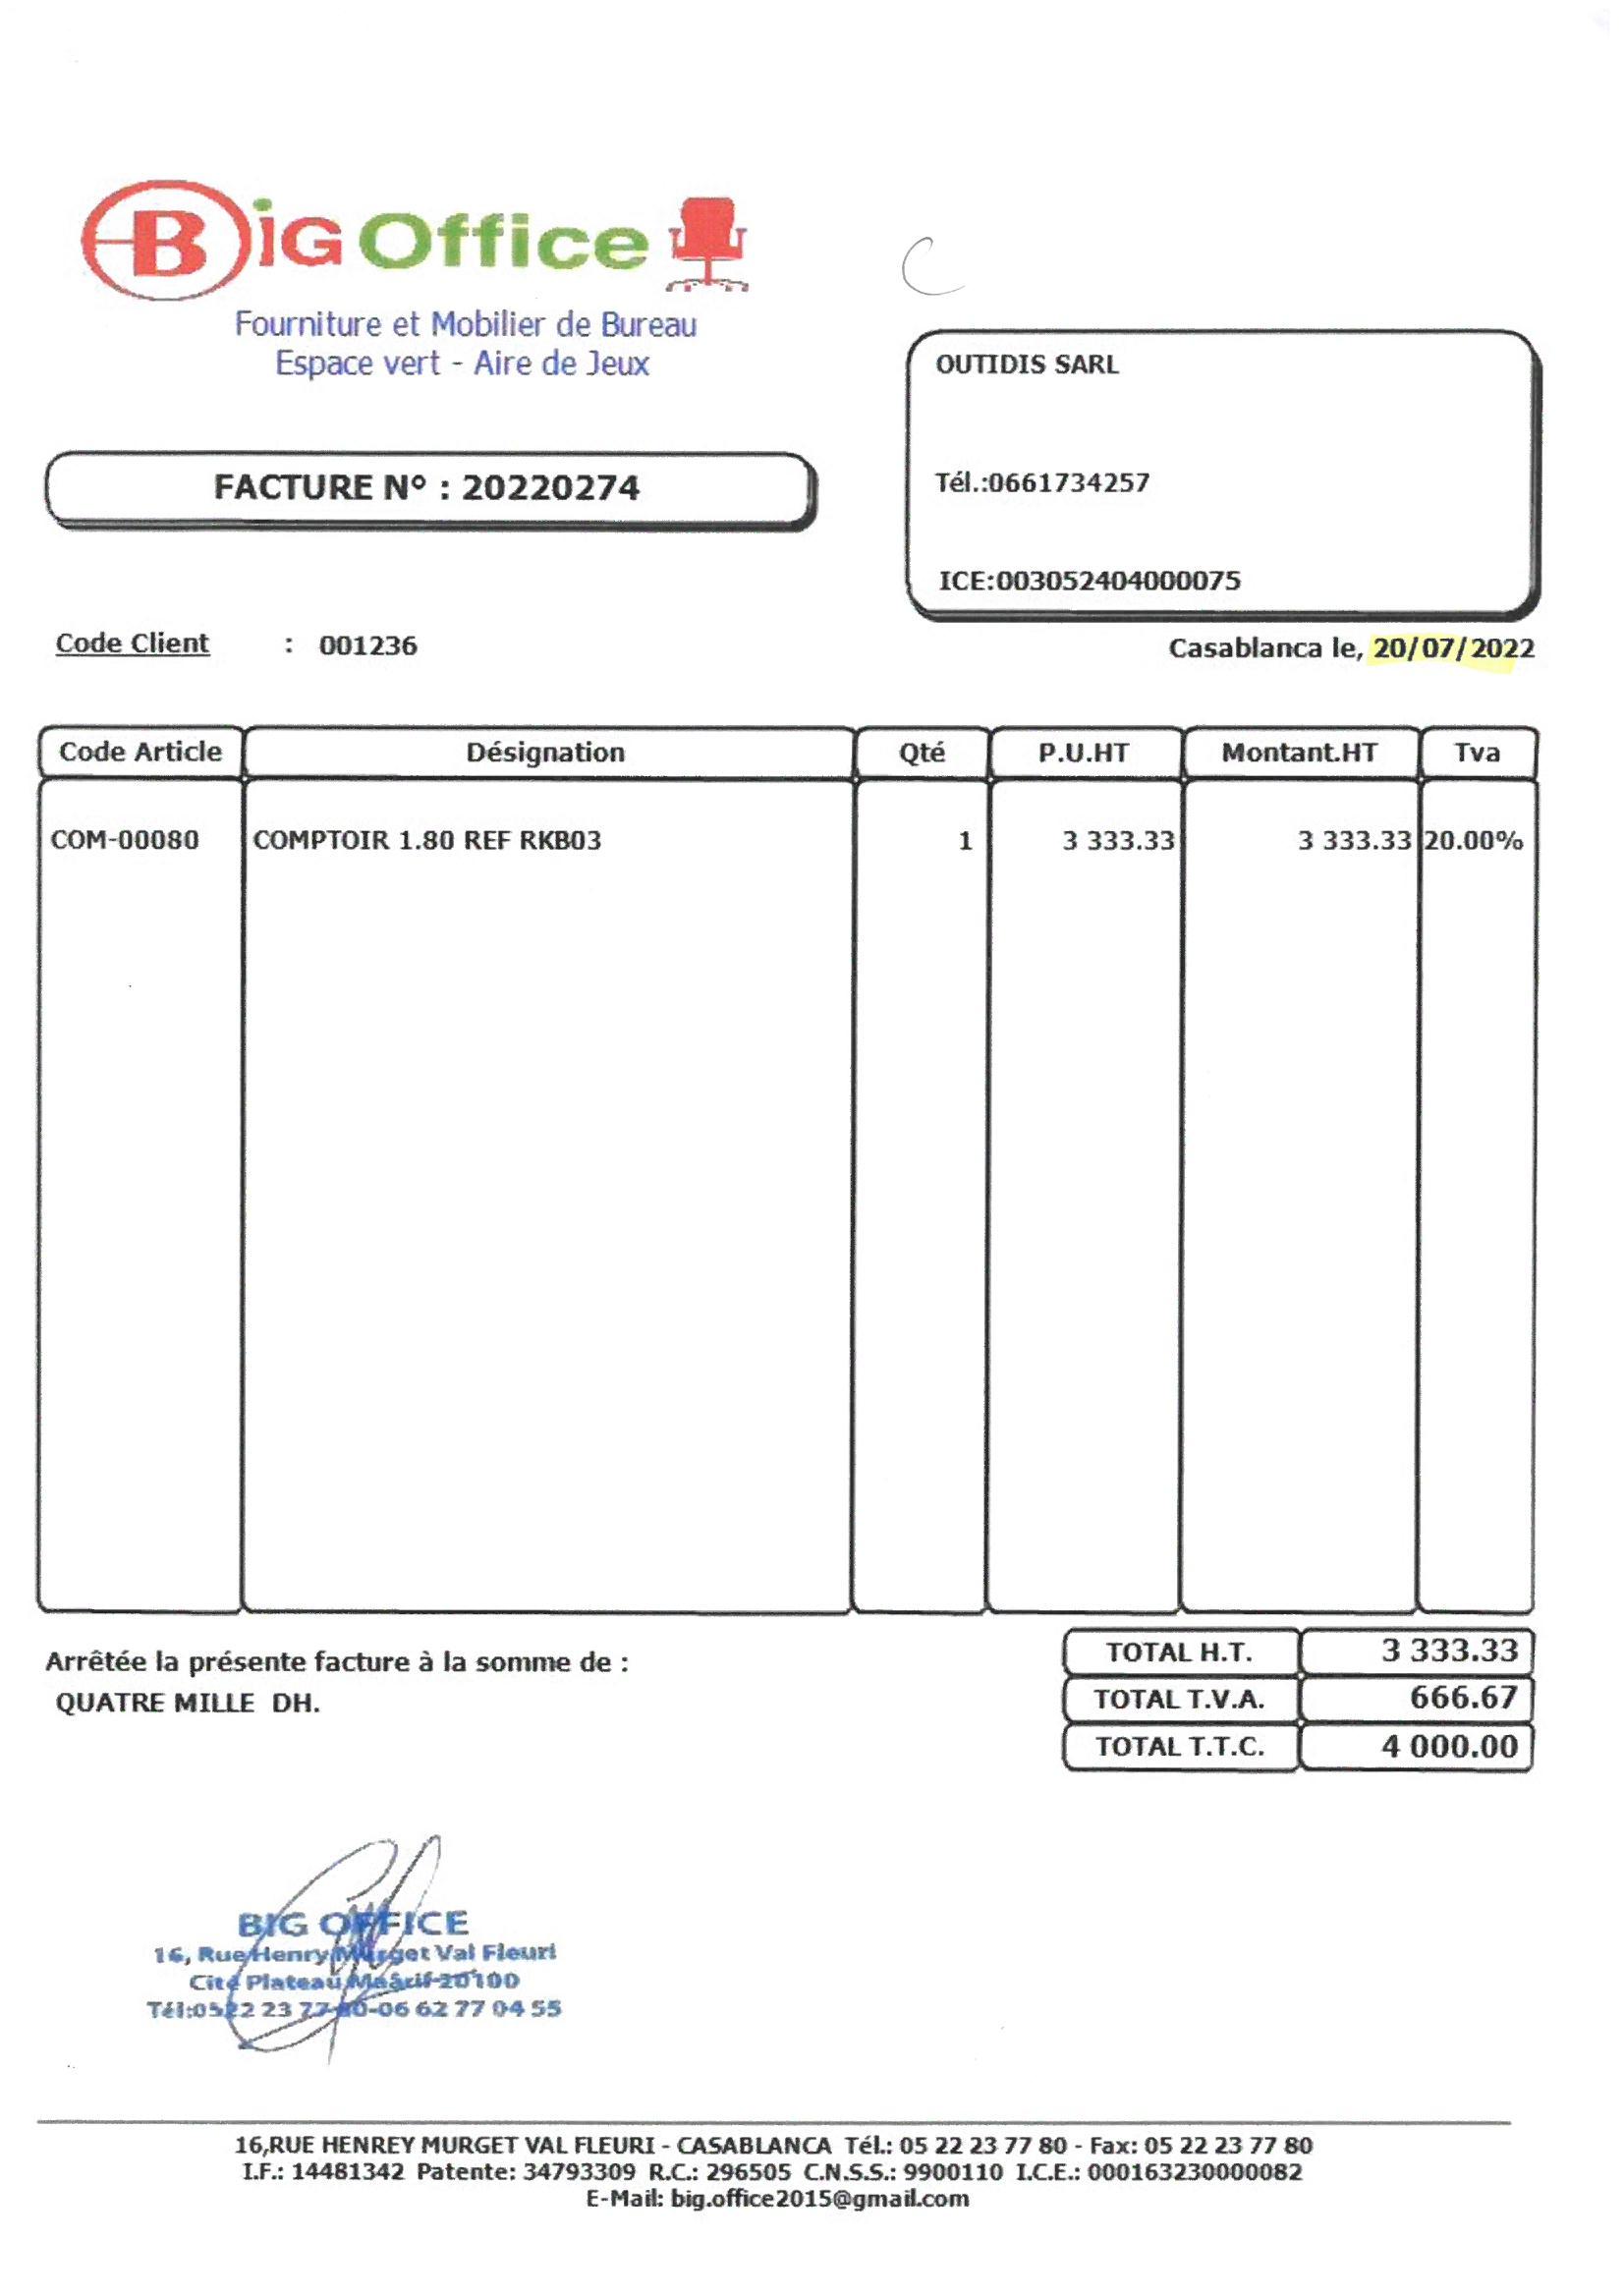 BiG Office
Fourniture et Mobilier de Bureau
Espace vert - Aire de Jeux
OUTIDIS SARL
Tél.:0661734257
ICE:003052404000075
FACTURE N° : 20220274
Code Client : 001236
Casablanca le, 20/07/2022
Code Article Désignation Qté P.U.HT Montant.HT Tva
COM-00080 COMPTOIR 1.80 REF RKB03 1 3 333.33 3 333.33 20.00%
Arrêtée la présente facture à la somme de :
QUATRE MILLE DH.
TOTAL H.T. 3 333.33
TOTAL T.V.A. 666.67
TOTAL T.T.C. 4 000.00
BIG OFFICE
16, Rue Henry Murget Val Fleuri
Cité Plateau Maârif-20100
Tél:0522 23 77 80-06 62 77 04 55
16,RUE HENREY MURGET VAL FLEURI - CASABLANCA Tél.: 05 22 23 77 80 - Fax: 05 22 23 77 80
I.F.: 14481342 Patente: 34793309 R.C.: 296505 C.N.S.S.: 9900110 I.C.E.: 000163230000082
E-Mail: big.office2015@gmail.com